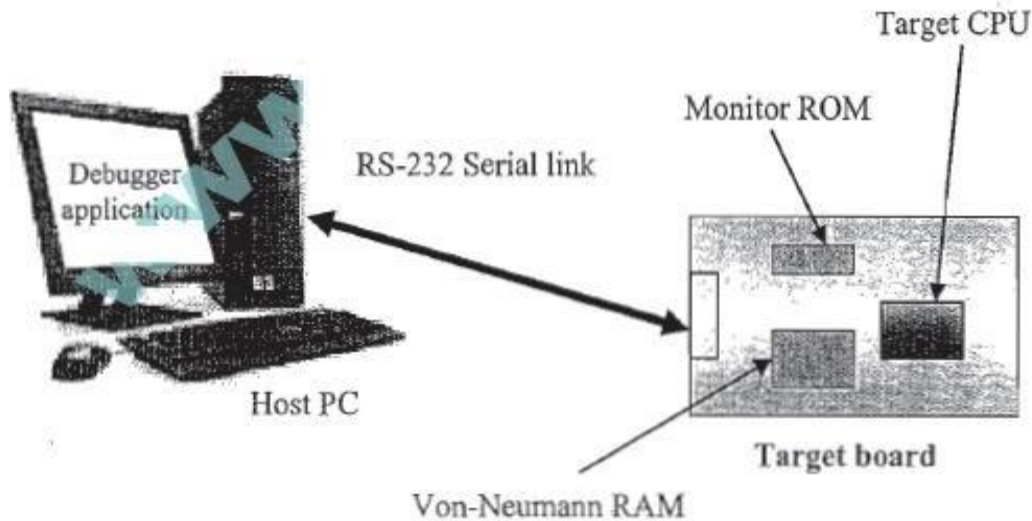 Target CPU
Monitor ROM
RS-232 Serial link
Debugger
application
Host PC
Target board
Von-Neumann RAM